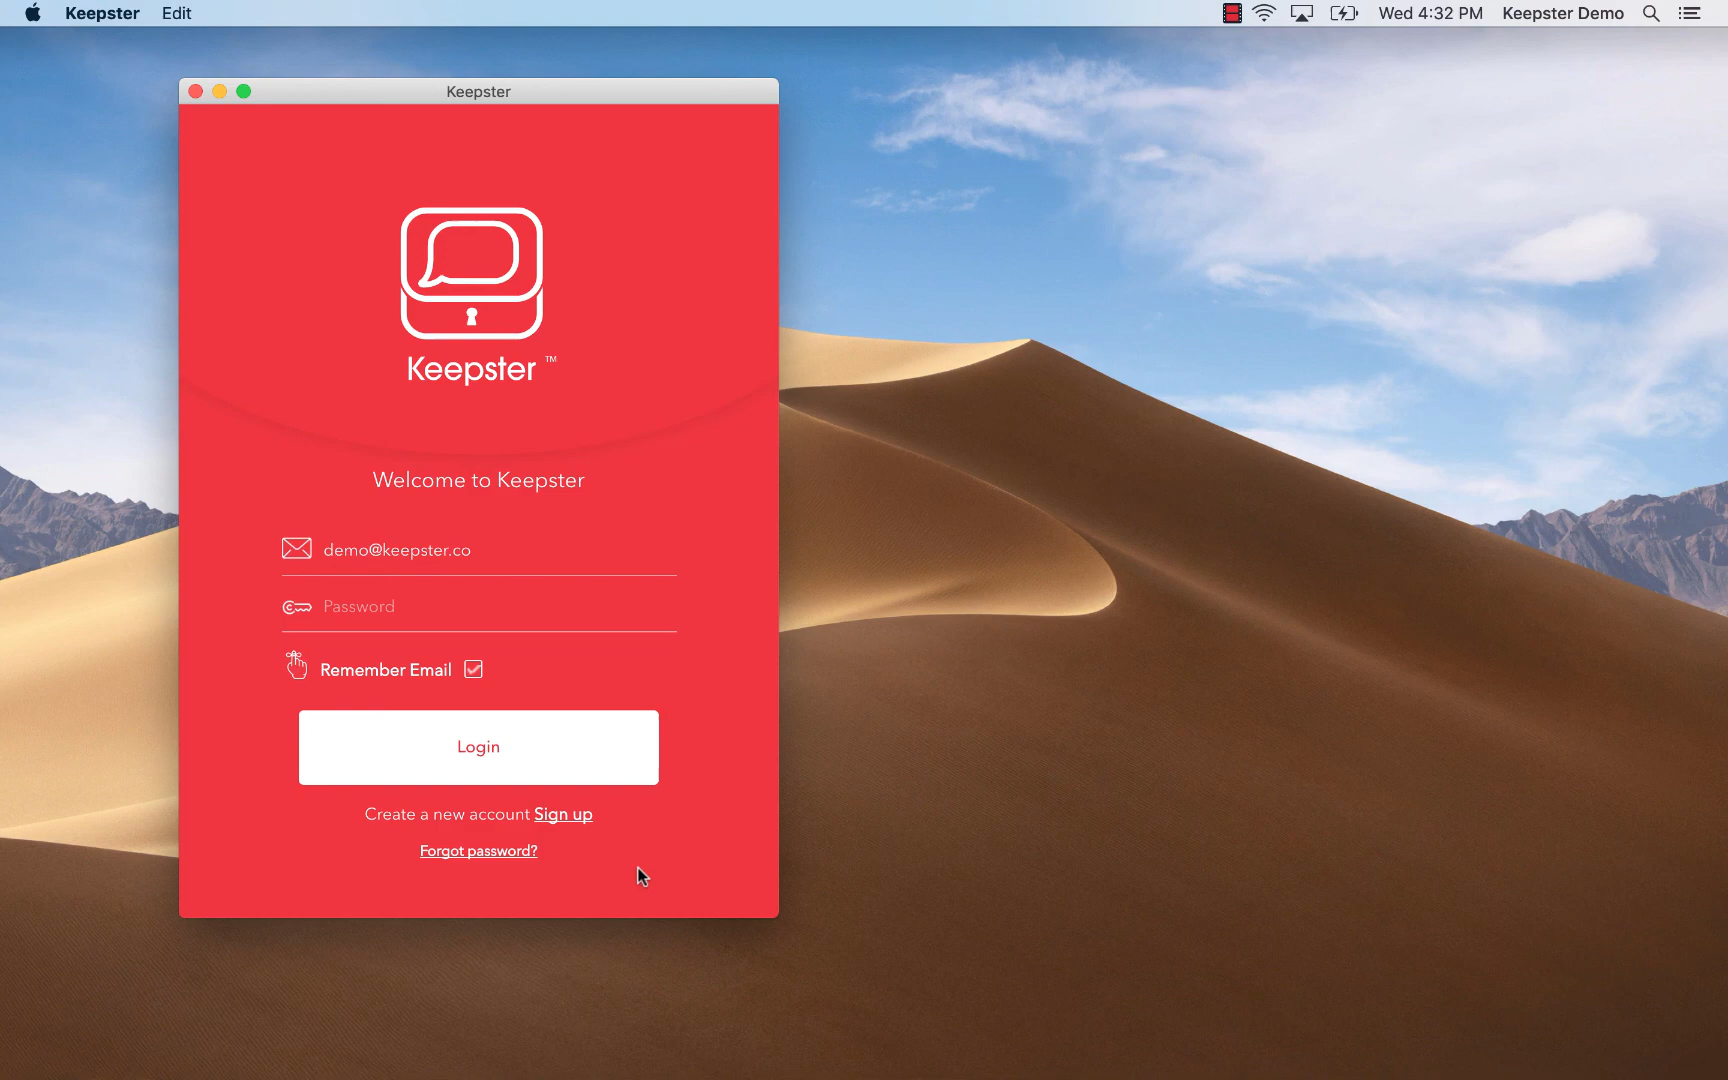 Keepster Edit Wed 4:32 PM Keepster Demo
Keepster
Keepster ™
Welcome to Keepster
demo@keepster.co
Password
Remember Email
Login
Create a new account Sign up
Forgot password?